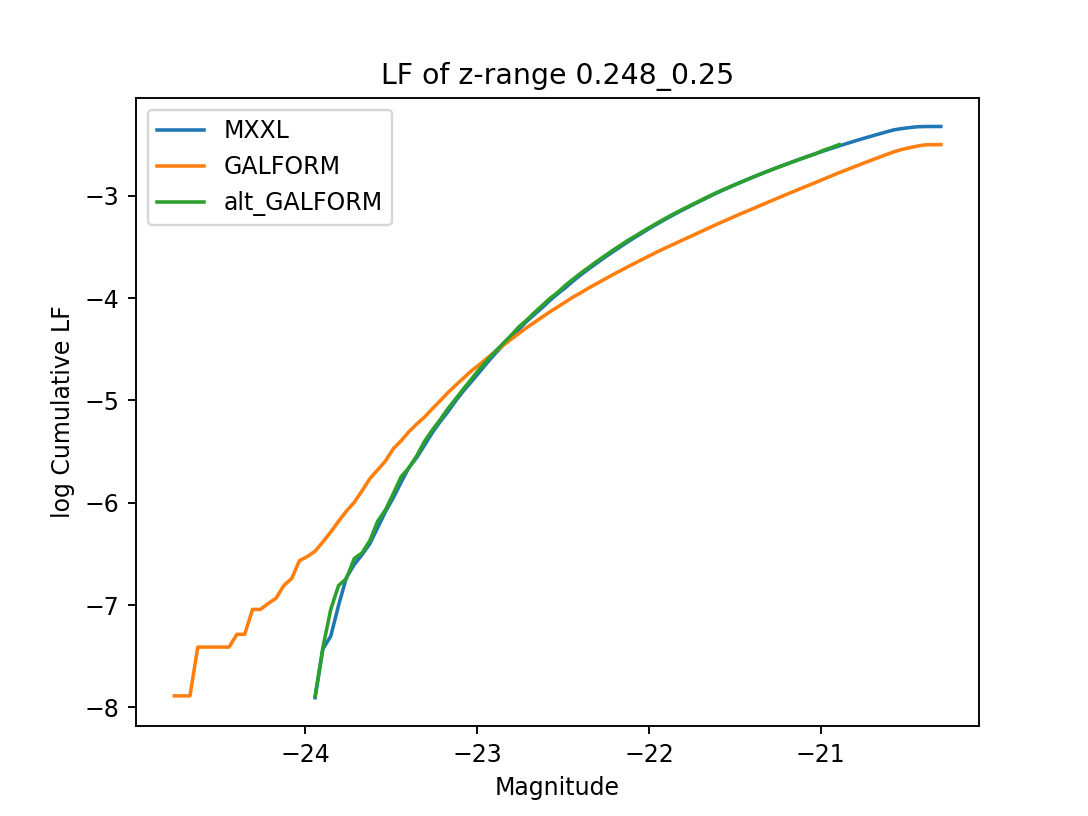 LF of z-range 0.248_0.25
MXXL
GALFORM
alt_GALFORM
−3
−4
−5
−6
−7
−8
log Cumulative LF
−24 −23 −22 −21
Magnitude